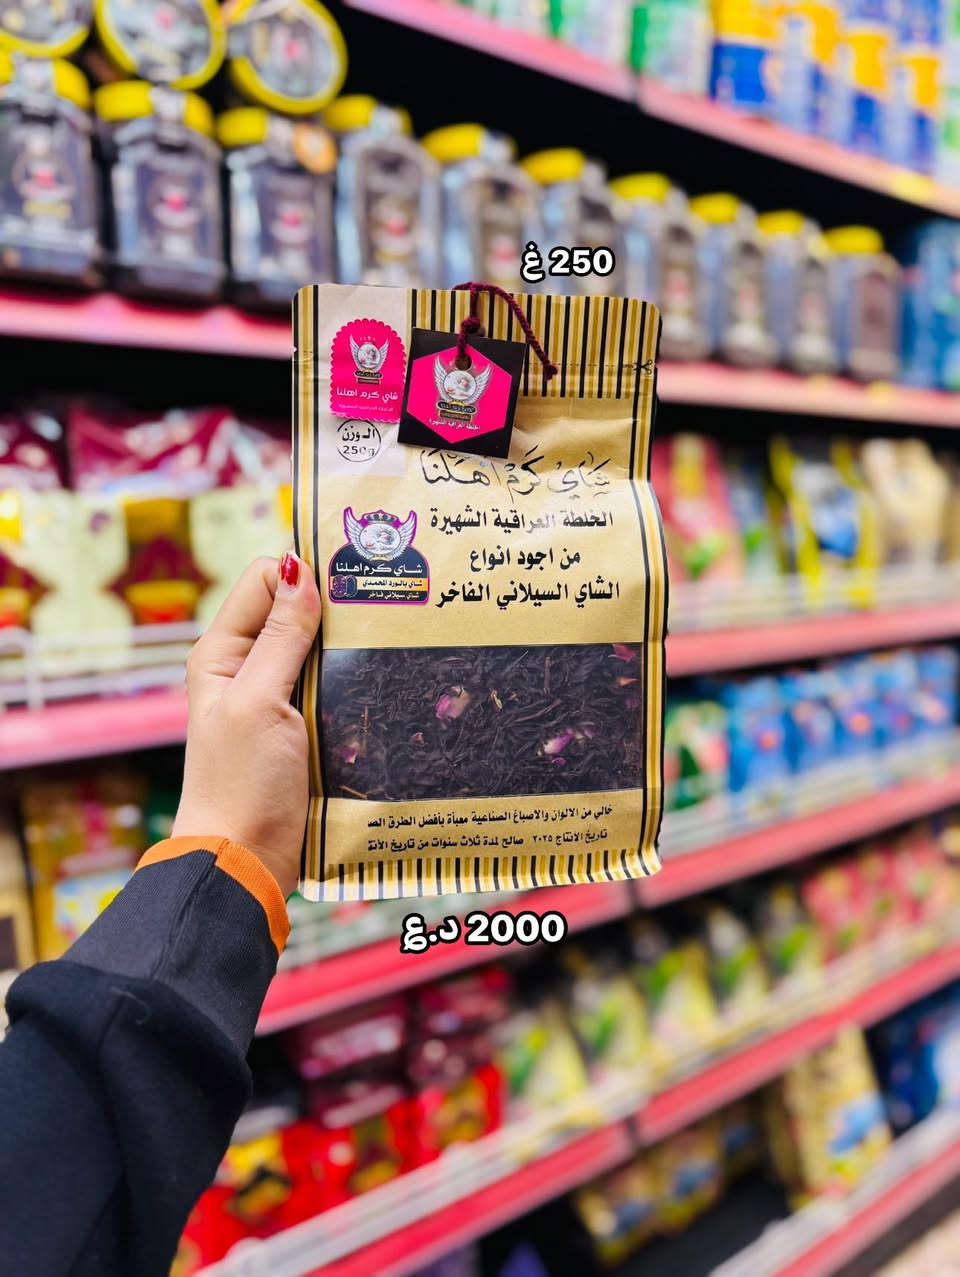 250 غ
شاي كرم اهلنا
الخلطة العراقية الشهيرة
الوزن
250g
شاي كرم اهلنا
الخلطة العراقية الشهيرة
من اجود انواع
الشاي السيلاني الفاخر
شاي كرم اهلنا
شاي بالورد المحمدي
شاي سيلاني فاخر
خالي من الالوان والاصباغ الصناعية معبأة بأفضل الطرق الصـ
تاريخ الانتاج ٢٠٢٥ صالح لمدة ثلاث سنوات من تاريخ الأنتـ
2000 د.ع